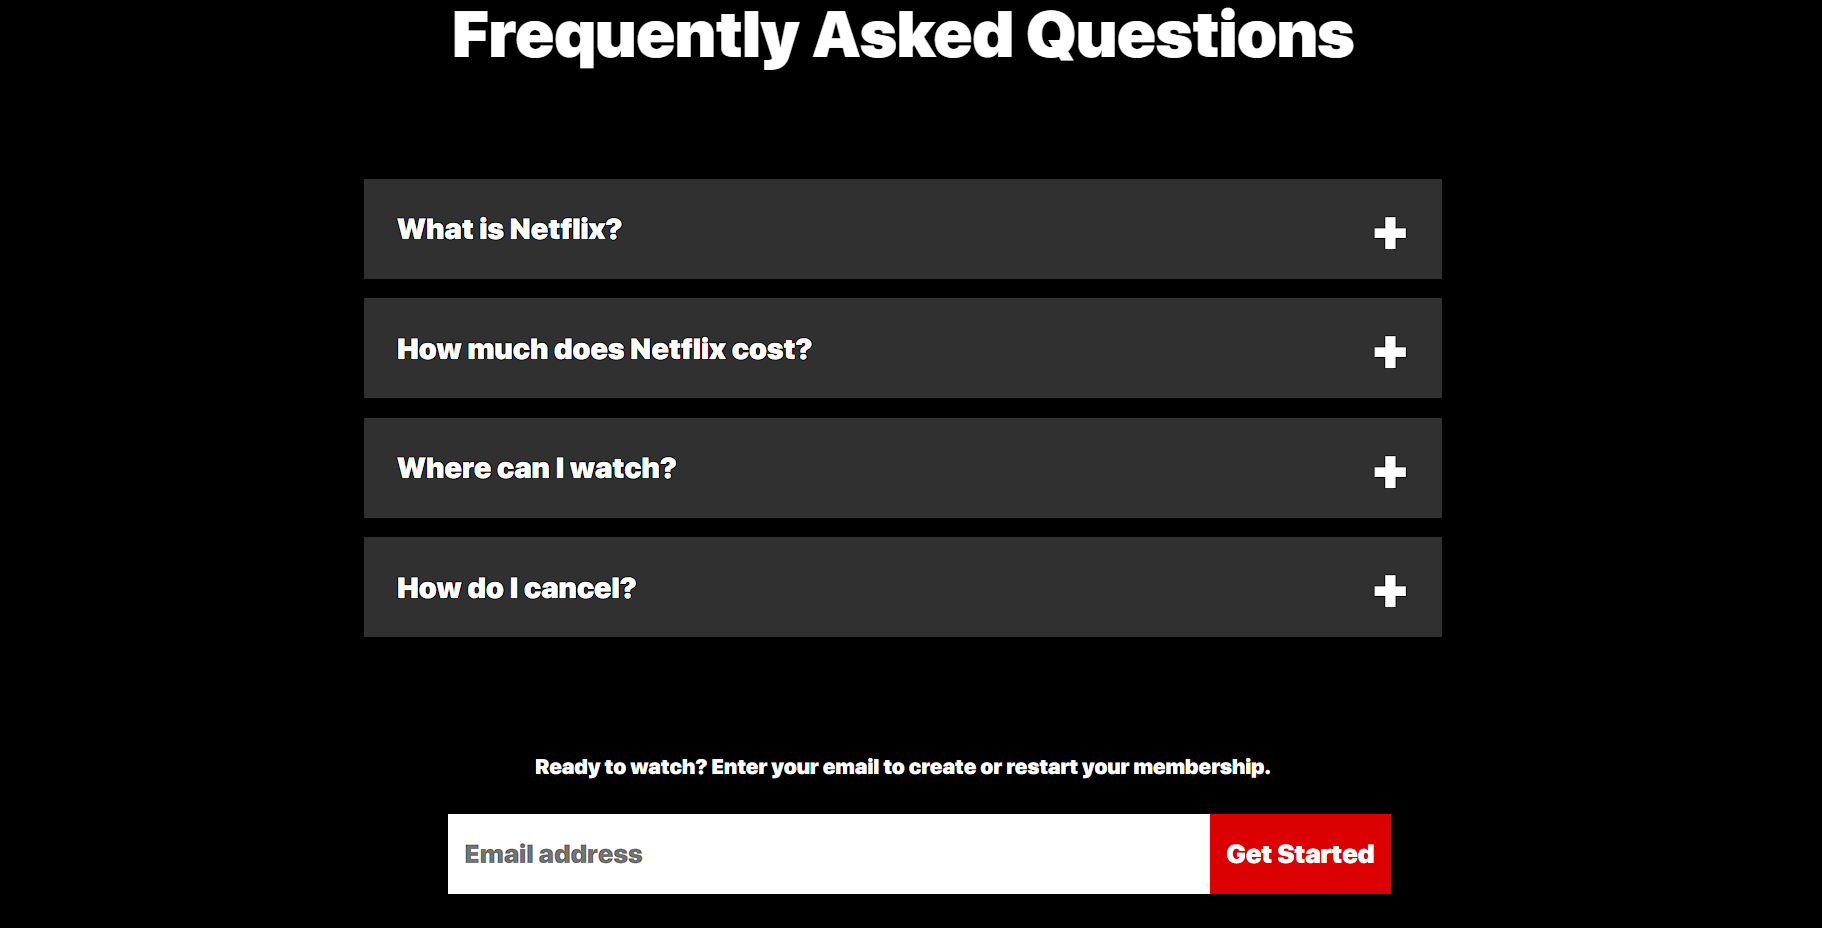 Frequently Asked Questions
What is Netflix?
How much does Netflix cost?
Where can I watch?
How do I cancel?
Ready to watch? Enter your email to create or restart your membership.
Email address
Get Started